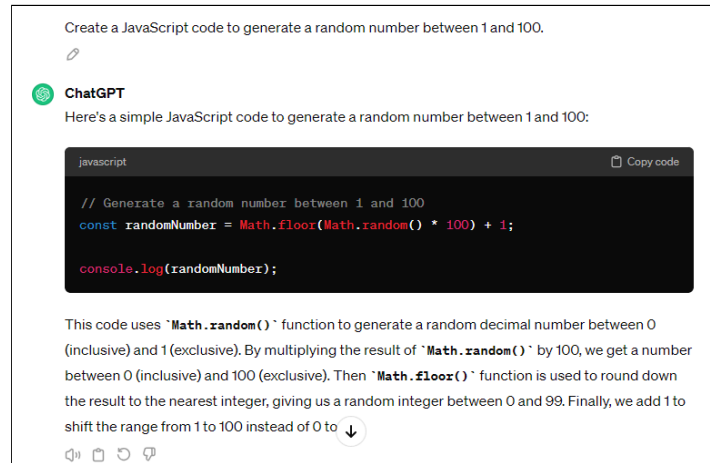 Create a JavaScript code to generate a random number between 1 and 100.
ChatGPT
Here's a simple JavaScript code to generate a random number between 1 and 100:
javascript Copy code
// Generate a random number between 1 and 100
const randomNumber = Math.floor(Math.random() * 100) + 1;
console.log(randomNumber);
This code uses `Math.random()` function to generate a random decimal number between 0
(inclusive) and 1 (exclusive). By multiplying the result of `Math.random()` by 100, we get a number
between 0 (inclusive) and 100 (exclusive). Then `Math.floor()` function is used to round down
the result to the nearest integer, giving us a random integer between 0 and 99. Finally, we add 1 to
shift the range from 1 to 100 instead of 0 to